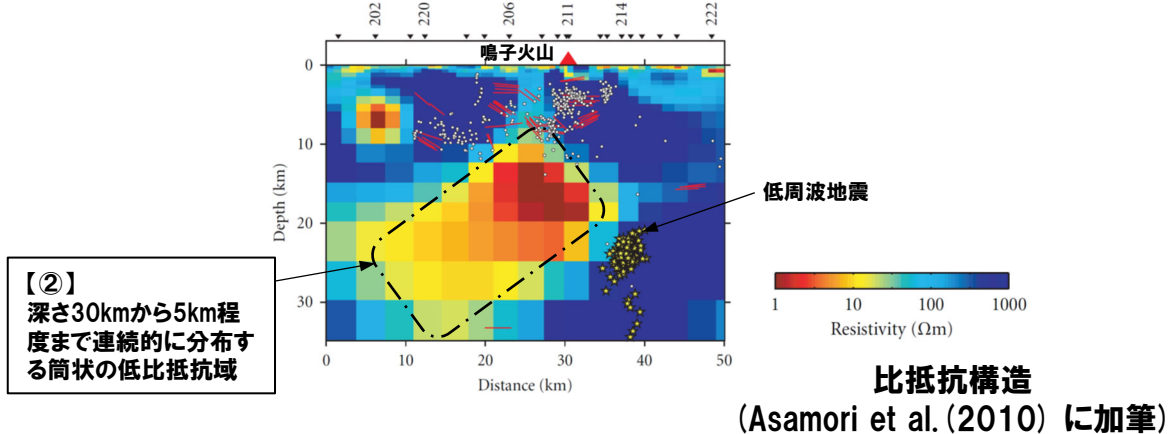 202 220 206 211 214 222
鳴子火山
0
10
20
30
Depth (km)
0 10 20 30 40 50
Distance (km)
低周波地震
【②】
深さ30kmから5km程
度まで連続的に分布す
る筒状の低比抵抗域
1 10 100 1000
Resistivity (Ωm)
比抵抗構造
(Asamori et al.(2010) に加筆)